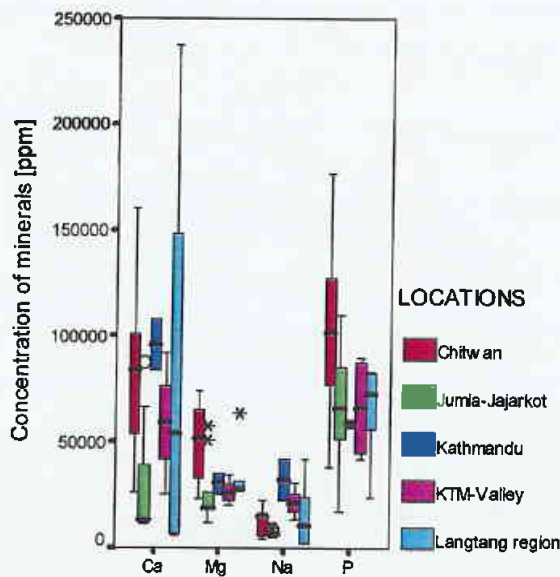 Concentration of minerals [ppm]
250000
200000
150000
100000
50000
0
Ca Mg Na P
LOCATIONS
Chitwan
Jumla-Jajarkot
Kathmandu
KTM-Valley
Langtang region